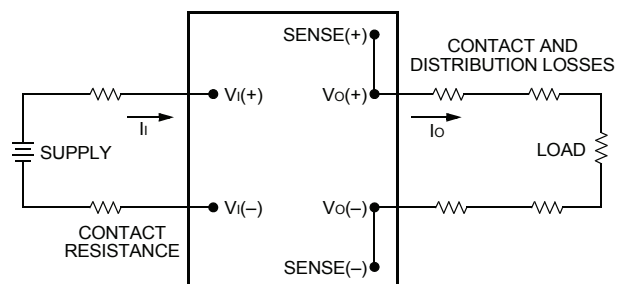 SENSE(+)
CONTACT AND
DISTRIBUTION LOSSES
VI(+)
VO(+)
II
IO
SUPPLY
LOAD
VI(–)
VO(–)
CONTACT
RESISTANCE
SENSE(–)